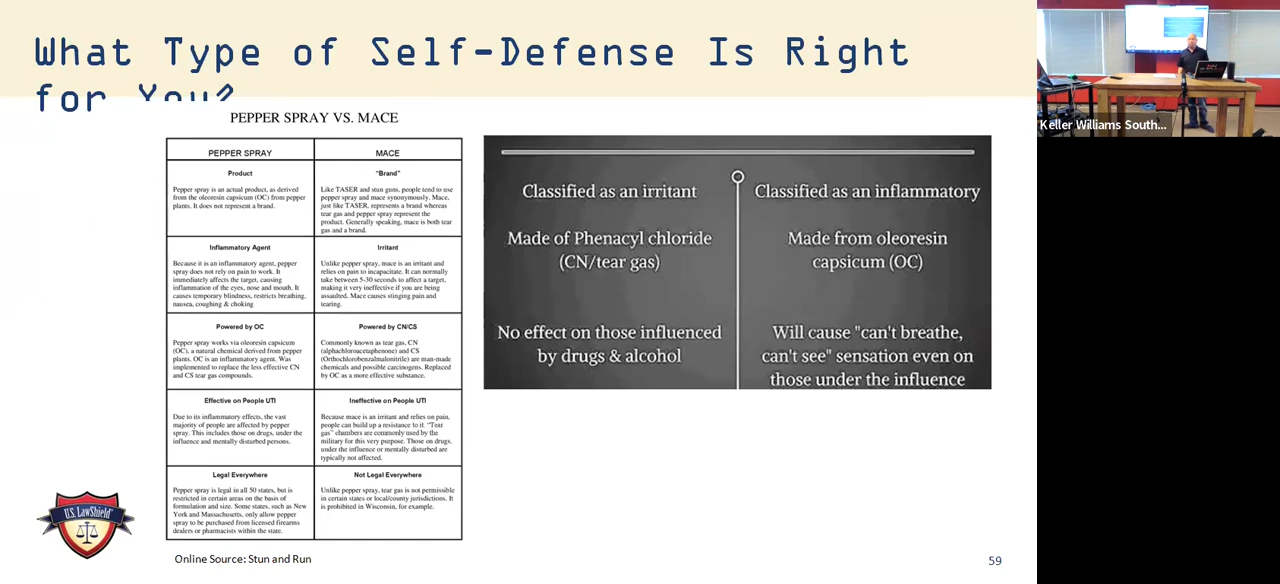 What Type of Self-Defense Is Right
for You?
PEPPER SPRAY VS. MACE
PEPPER SPRAY
MACE
Product
Pepper spray is an actual product, as derived
from the oleoresin capsicum (OC) from pepper
plants. It does not represent a brand.
"Brand"
Like TASER and stun guns, people tend to use
pepper spray and mace synonymously. Mace,
just like TASER, represents a brand whereas
tear gas and pepper spray represent the
product. Generally speaking, mace is both tear
gas and a brand.
Inflammatory Agent
Because it is an inflammatory agent, pepper
spray does not rely on pain to work. It
immediately affects the target, causing
inflammation of the eyes, nose and mouth. It
causes temporary blindness, restricts breathing,
nausea, coughing & choking
Irritant
Unlike pepper spray, mace is an irritant and
relies on pain to incapacitate. It can normally
take between 5-30 seconds to affect a target,
making it very ineffective if you are being
assaulted. Mace causes stinging pain and
tearing.
Powered by OC
Pepper spray works via oleoresin capsicum
(OC), a natural chemical derived from pepper
plants. OC is an inflammatory agent. Was
implemented to replace the less effective CN
and CS tear gas compounds.
Powered by CN/CS
Commonly known as tear gas, CN
(alphachloroacetaphenone) and CS
(Orthochlorobenzalmalonitrile) are man-made
chemicals and possible carcinogens. Replaced
by OC as a more effective substance.
Effective on People UTI
Due to its inflammatory effects, the vast
majority of people are affected by pepper
spray. This includes those on drugs, under the
influence and mentally disturbed persons.
Ineffective on People UTI
Because mace is an irritant and relies on pain,
people can build up a resistance to it. "Tear
gas" chambers are commonly used by the
military for this very purpose. Those on drugs,
under the influence or mentally disturbed are
typically not affected.
Legal Everywhere
Pepper spray is legal in all 50 states, but is
restricted in certain areas on the basis of
formulation and size. Some states, such as New
York and Massachusetts, only allow pepper
spray to be purchased from licensed firearms
dealers or pharmacists within the state.
Not Legal Everywhere
Unlike pepper spray, tear gas is not permissible
in certain states or local/county jurisdictions. It
is prohibited in Wisconsin, for example.
Classified as an irritant
Made of Phenacyl chloride
(CN/tear gas)
No effect on those influenced
by drugs & alcohol
Classified as an inflammatory
Made from oleoresin
capsicum (OC)
Will cause "can't breathe,
can't see" sensation even on
those under the influence
U.S. LawShield
Online Source: Stun and Run
59
Keller Williams South...